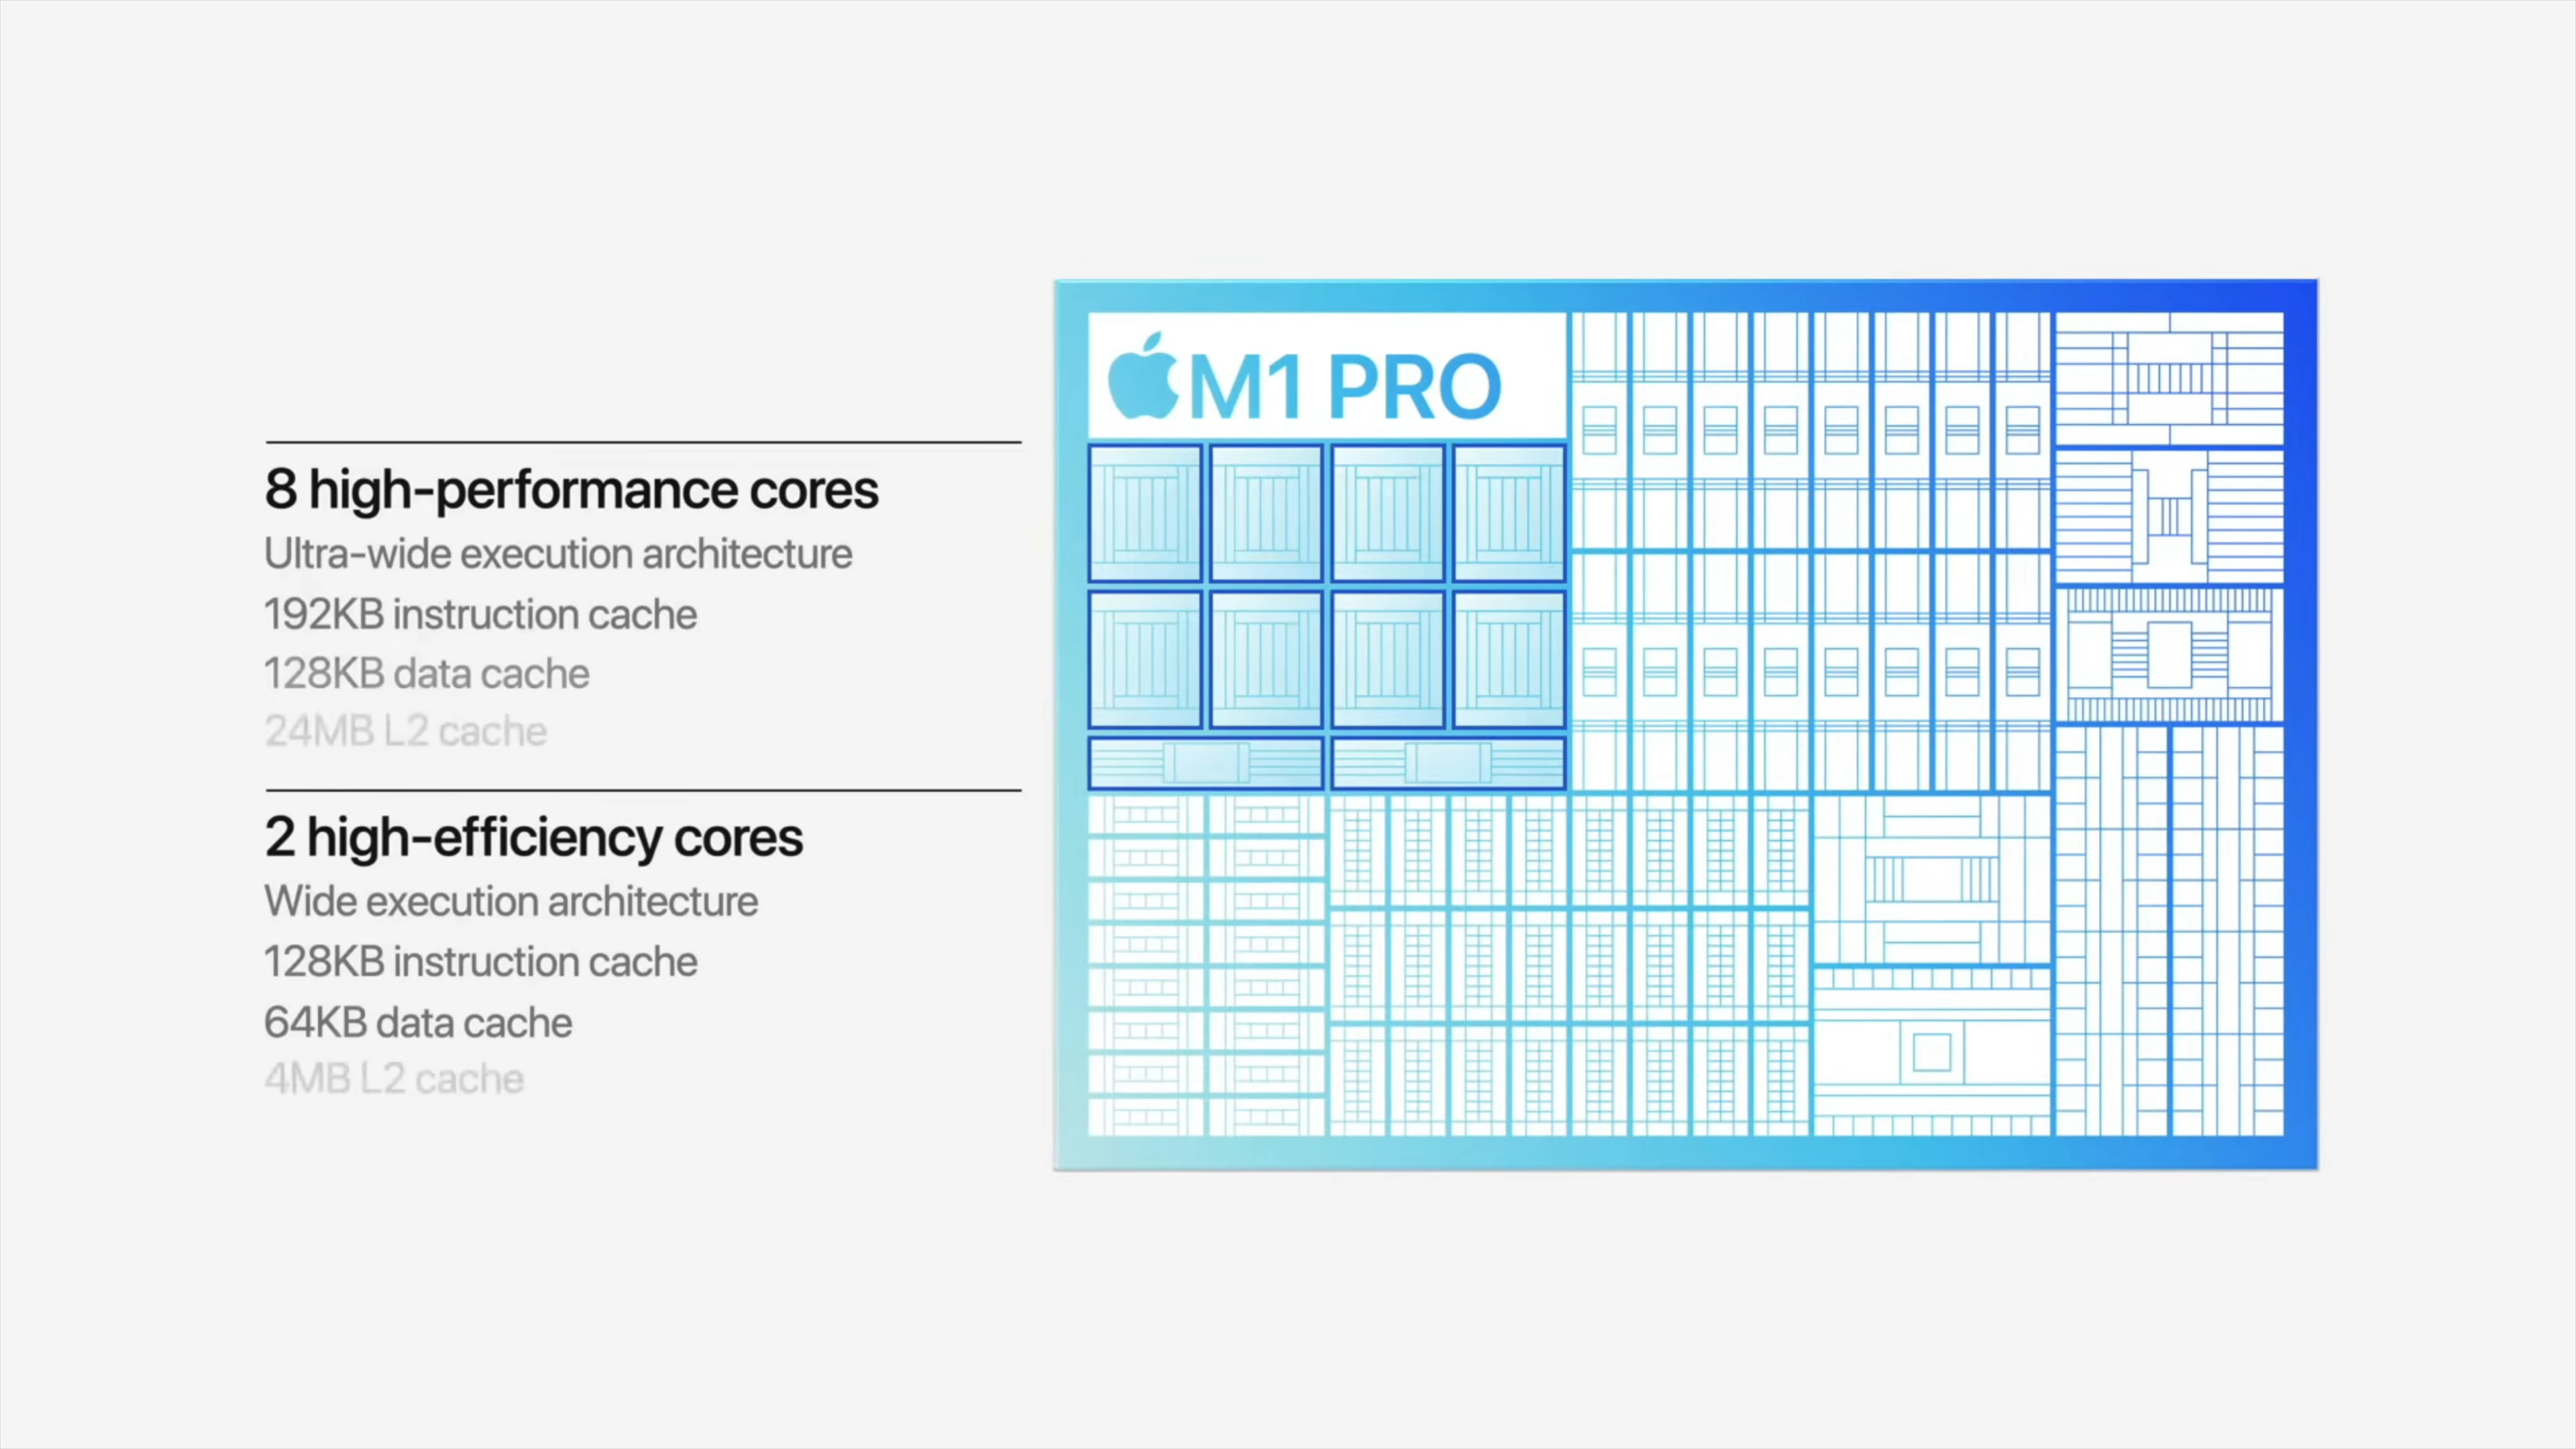 8 high-performance cores
Ultra-wide execution architecture
192KB instruction cache
128KB data cache
24MB L2 cache
2 high-efficiency cores
Wide execution architecture
128KB instruction cache
64KB data cache
4MB L2 cache
M1 PRO